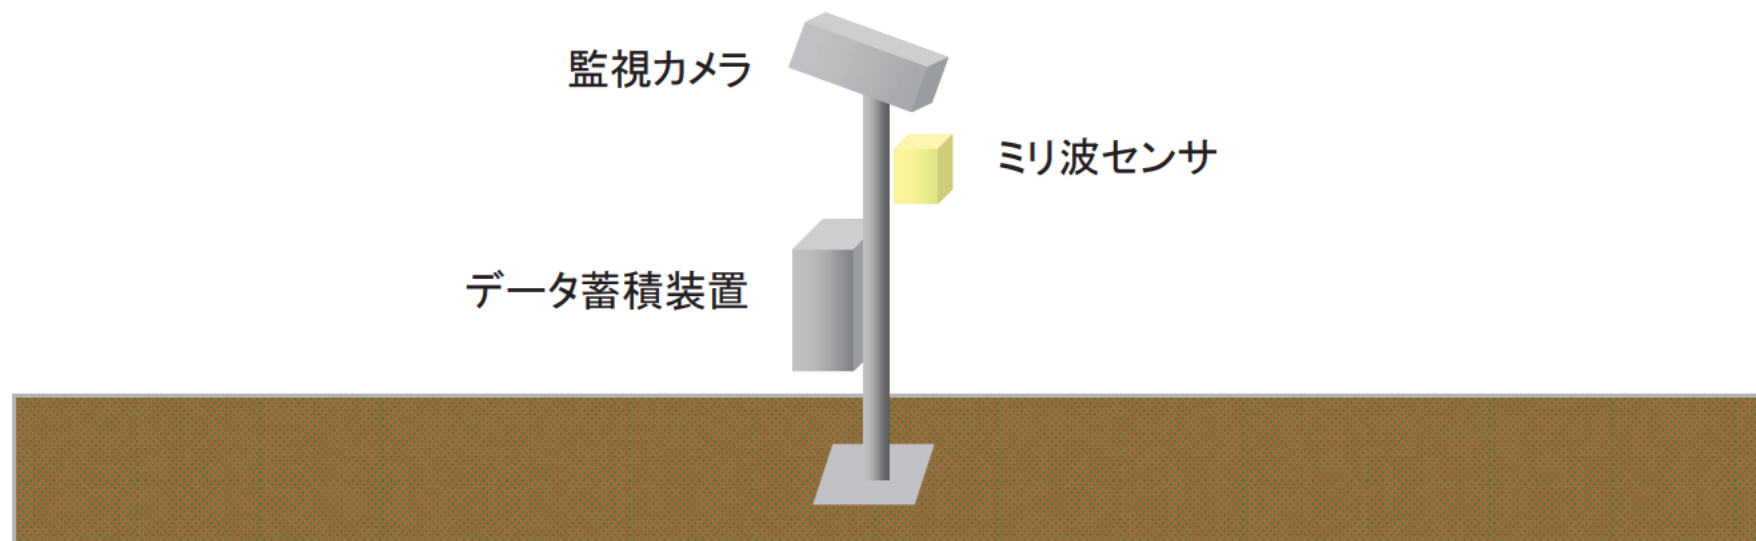 監視カメラ
ミリ波センサ
データ蓄積装置